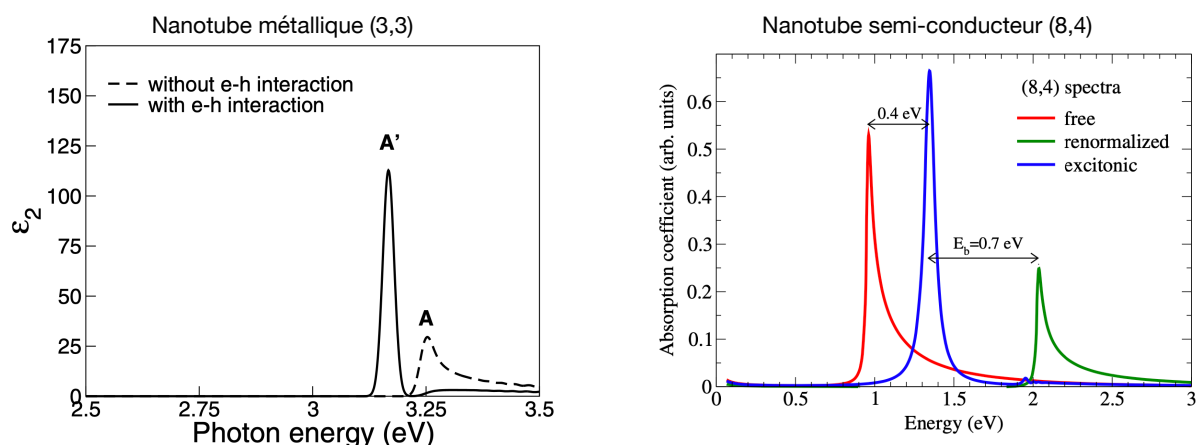 Nanotube métallique (3,3)
175
150
125
100
75
50
25
0
ε2
without e-h interaction
with e-h interaction
A'
A
2.5
2.75
3
3.25
3.5
Photon energy (eV)
Nanotube semi-conducteur (8,4)
0.6
0.5
0.4
0.3
0.2
0.1
0
Absorption coefficient (arb. units)
(8,4) spectra
free
renormalized
excitonic
0.4 eV
Eb=0.7 eV
0
0.5
1
1.5
2
2.5
3
Energy (eV)